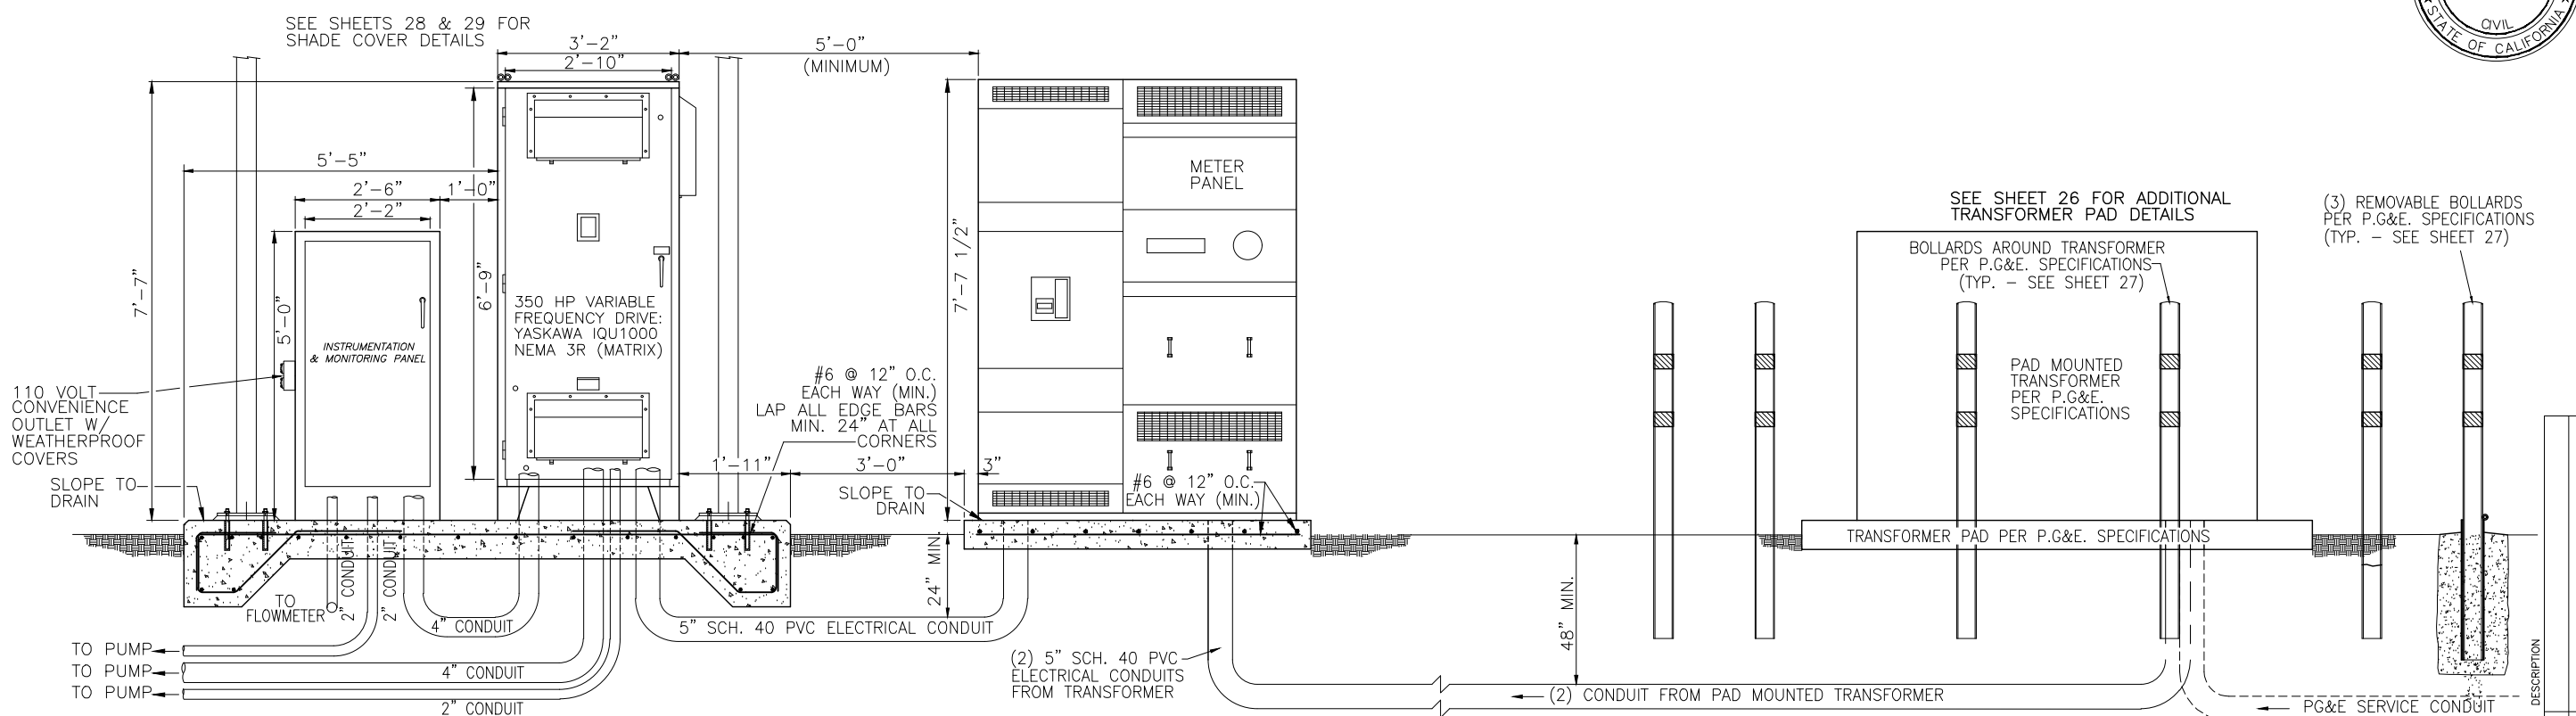 SEE SHEETS 28 & 29 FOR
SHADE COVER DETAILS
3'-2"
2'-10"
5'-0"
(MINIMUM)
CIVIL
STATE OF CALIFORNIA
7'-7"
5'-5"
2'-6"
2'-2"
1'-0"
5'-0"
6'-9"
INSTRUMENTATION
& MONITORING PANEL
350 HP VARIABLE
FREQUENCY DRIVE:
YASKAWA IQU1000
NEMA 3R (MATRIX)
110 VOLT
CONVENIENCE
OUTLET W/
WEATHERPROOF
COVERS
SLOPE TO
DRAIN
#6 @ 12" O.C.
EACH WAY (MIN.)
LAP ALL EDGE BARS
MIN. 24" AT ALL
CORNERS
1'-11"
3'-0"
3"
7'-7 1/2"
METER
PANEL
SLOPE TO
DRAIN
#6 @ 12" O.C.
EACH WAY (MIN.)
SEE SHEET 26 FOR ADDITIONAL
TRANSFORMER PAD DETAILS
BOLLARDS AROUND TRANSFORMER
PER P.G&E. SPECIFICATIONS
(TYP. - SEE SHEET 27)
(3) REMOVABLE BOLLARDS
PER P.G&E. SPECIFICATIONS
(TYP. - SEE SHEET 27)
PAD MOUNTED
TRANSFORMER
PER P.G&E.
SPECIFICATIONS
TRANSFORMER PAD PER P.G&E. SPECIFICATIONS
TO
FLOWMETER
2" CONDUIT
2" CONDUIT
4" CONDUIT
24" MIN.
5" SCH. 40 PVC ELECTRICAL CONDUIT
48" MIN.
TO PUMP
TO PUMP
4" CONDUIT
TO PUMP
2" CONDUIT
(2) 5" SCH. 40 PVC
ELECTRICAL CONDUITS
FROM TRANSFORMER
(2) CONDUIT FROM PAD MOUNTED TRANSFORMER
PG&E SERVICE CONDUIT
DESCRIPTION